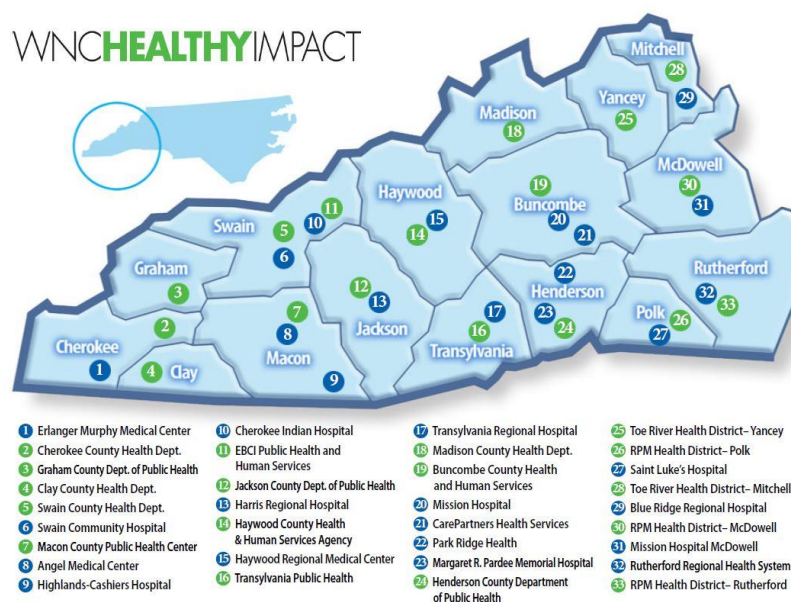 WNCHEALTHYIMPACT
Mitchell
28
29
Yancey
25
Madison
18
McDowell
30
31
Haywood
15
14
19
Buncombe
20
21
Swain
11
10
5
6
Graham
3
12
13
Jackson
22
Henderson
23
24
Rutherford
32
33
Polk
26
27
17
16
Transylvania
7
8
Macon
9
2
Cherokee
1
4
Clay
1 Erlanger Murphy Medical Center
2 Cherokee County Health Dept.
3 Graham County Dept. of Public Health
4 Clay County Health Dept.
5 Swain County Health Dept.
6 Swain Community Hospital
7 Macon County Public Health Center
8 Angel Medical Center
9 Highlands-Cashiers Hospital
10 Cherokee Indian Hospital
11 EBCI Public Health and
Human Services
12 Jackson County Dept. of Public Health
13 Harris Regional Hospital
14 Haywood County Health
& Human Services Agency
15 Haywood Regional Medical Center
16 Transylvania Public Health
17 Transylvania Regional Hospital
18 Madison County Health Dept.
19 Buncombe County Health
and Human Services
20 Mission Hospital
21 CarePartners Health Services
22 Park Ridge Health
23 Margaret R. Pardee Memorial Hospital
24 Henderson County Department
of Public Health
25 Toe River Health District– Yancey
26 RPM Health District– Polk
27 Saint Luke's Hospital
28 Toe River Health District– Mitchell
29 Blue Ridge Regional Hospital
30 RPM Health District– McDowell
31 Mission Hospital McDowell
32 Rutherford Regional Health System
33 RPM Health District– Rutherford